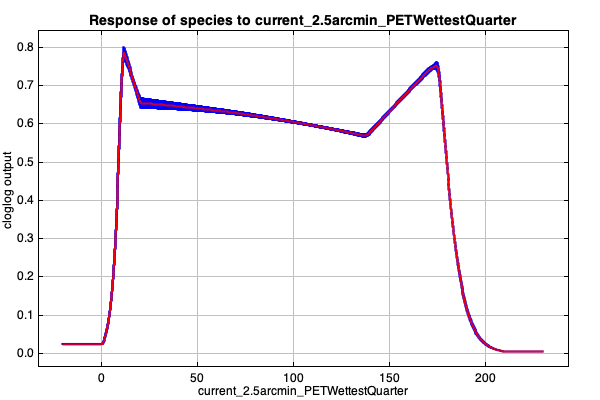 Response of species to current_2.5arcmin_PETWettestQuarter
cloglog output
0.8
0.7
0.6
0.5
0.4
0.3
0.2
0.1
0.0
0 50 100 150 200
current_2.5arcmin_PETWettestQuarter